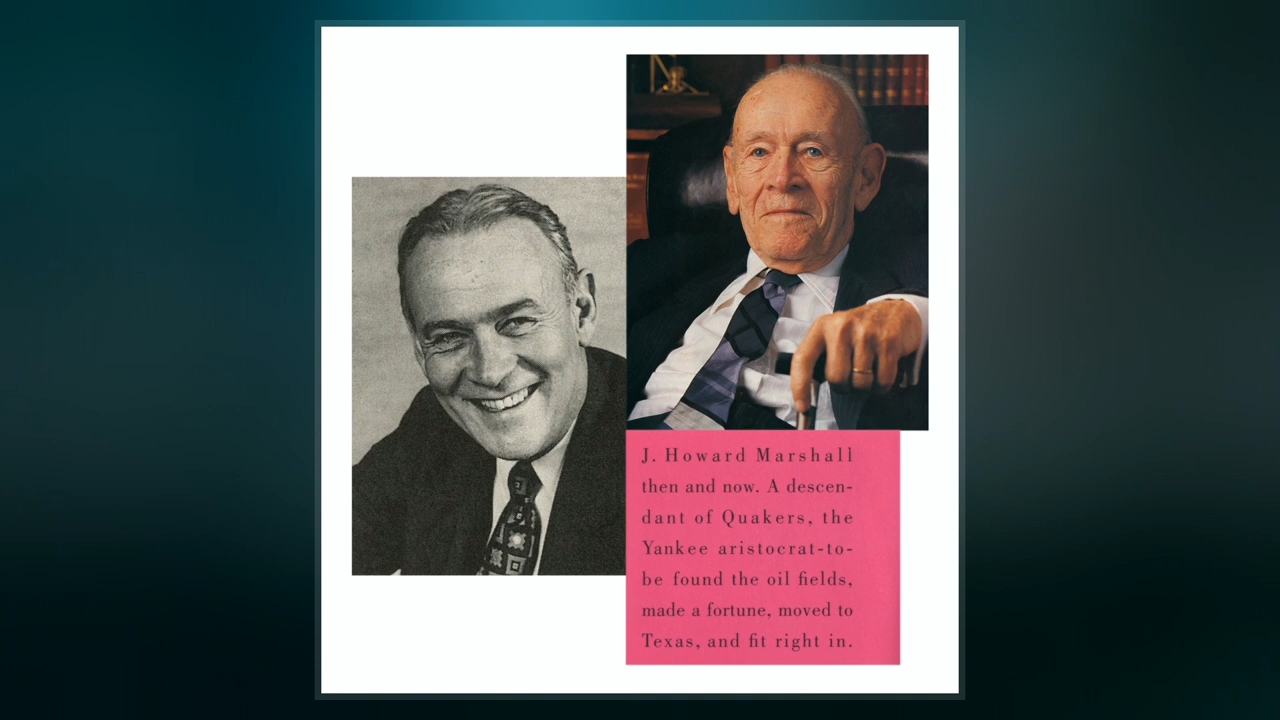 J. Howard Marshall
then and now. A descen-
dant of Quakers, the
Yankee aristocrat-to-
be found the oil fields,
made a fortune, moved to
Texas, and fit right in.